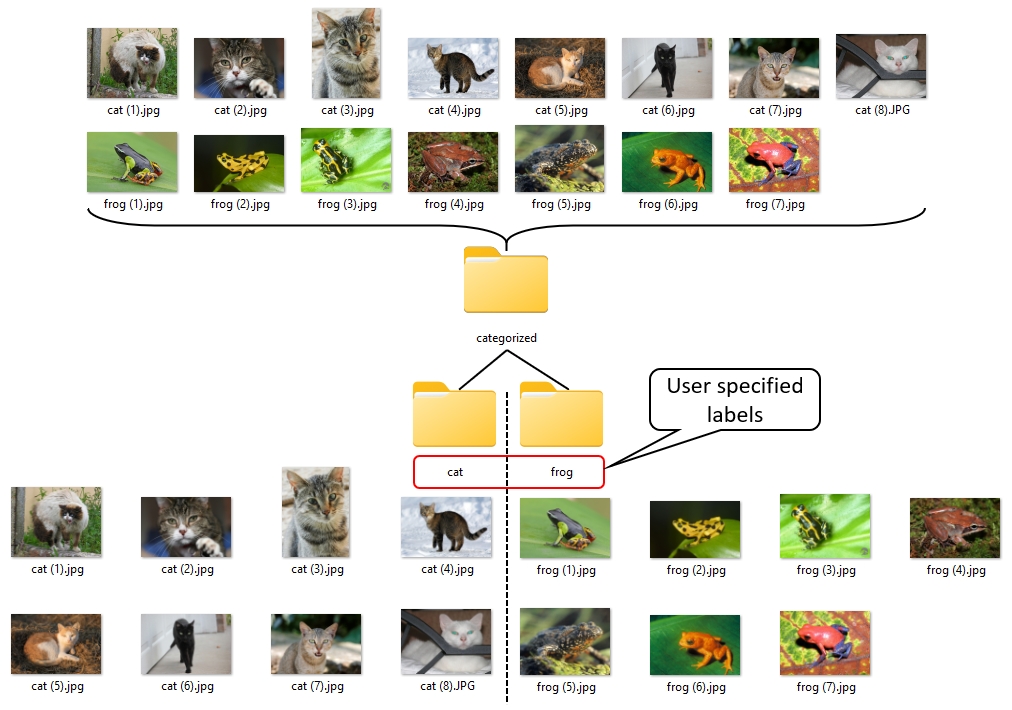 cat (1).jpg
cat (2).jpg
cat (3).jpg
cat (4).jpg
cat (5).jpg
cat (6).jpg
cat (7).jpg
cat (8).JPG
frog (1).jpg
frog (2).jpg
frog (3).jpg
frog (4).jpg
frog (5).jpg
frog (6).jpg
frog (7).jpg
categorized
User specified
labels
cat
frog
cat (1).jpg
cat (2).jpg
cat (3).jpg
cat (4).jpg
frog (1).jpg
frog (2).jpg
frog (3).jpg
frog (4).jpg
cat (5).jpg
cat (6).jpg
cat (7).jpg
cat (8).JPG
frog (5).jpg
frog (6).jpg
frog (7).jpg